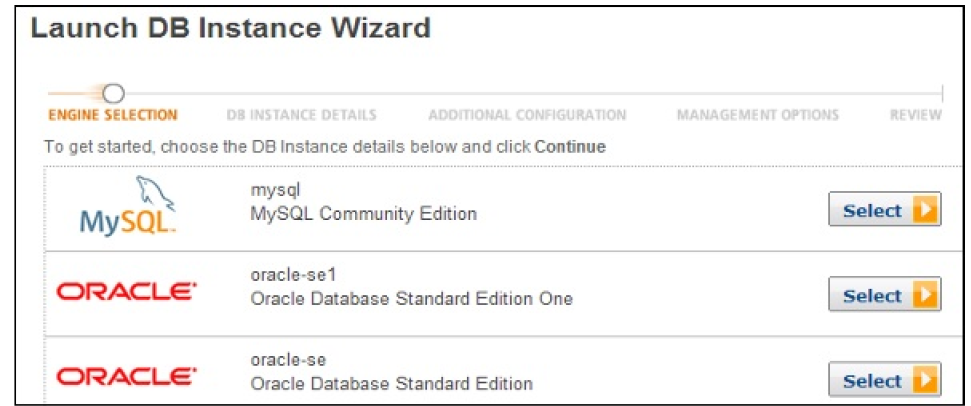 Launch DB Instance Wizard
ENGINE SELECTION DB INSTANCE DETAILS ADDITIONAL CONFIGURATION MANAGEMENT OPTIONS REVIEW
To get started, choose the DB Instance details below and click Continue
MySQL
mysql
MySQL Community Edition
Select
ORACLE
oracle-se1
Oracle Database Standard Edition One
Select
ORACLE
oracle-se
Oracle Database Standard Edition
Select